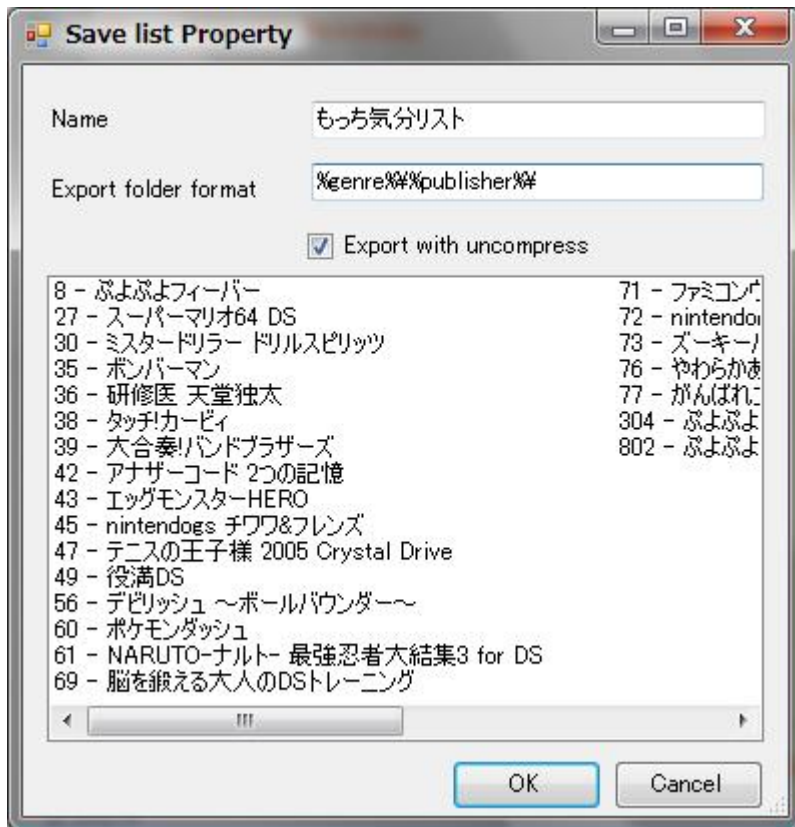 Save list Property
Name
もっち気分リスト
Export folder format
%genre%¥%publisher%¥
Export with uncompress
8 - ぷよぷよフィーバー
27 - スーパーマリオ64 DS
30 - ミスタードリラー ドリルスピリッツ
35 - ボンバーマン
36 - 研修医 天堂独太
38 - タッチ!カービィ
39 - 大合奏!バンドブラザーズ
42 - アナザーコード 2つの記憶
43 - エッグモンスターHERO
45 - nintendogs チワワ&フレンズ
47 - テニスの王子様 2005 Crystal Drive
49 - 役満DS
56 - デビリッシュ ～ボールバウンダー～
60 - ポケモンダッシュ
61 - NARUTO-ナルト- 最強忍者大結集3 for DS
69 - 脳を鍛える大人のDSトレーニング
71 - ファミコンウ
72 - nintendo
73 - ズーキー
76 - やわらかあ
77 - がんばれ
304 - ぷよぷよ
802 - ぷよぷよ
OK
Cancel